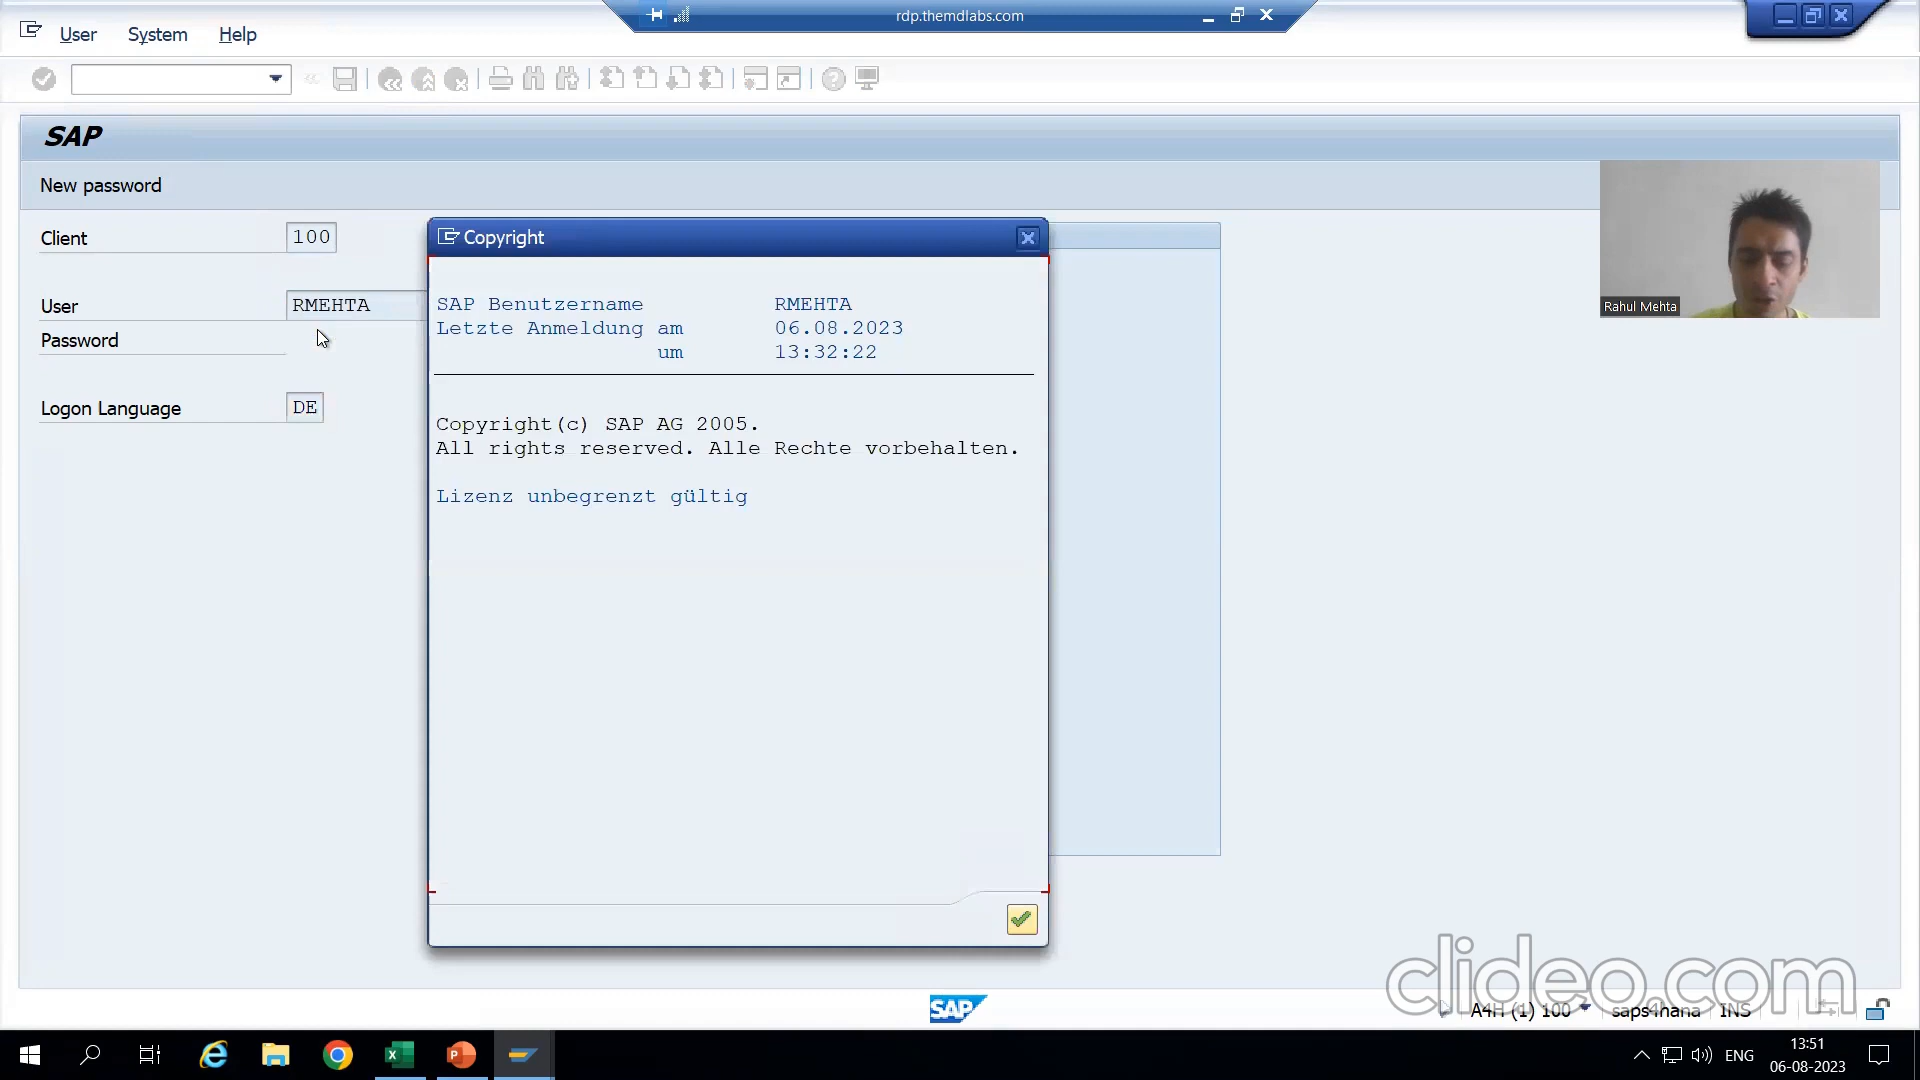 rdp.themdlabs.com
User System Help
SAP
New password
Client 100
User RMEHTA
Password
Logon Language DE
Copyright
SAP Benutzername RMEHTA
Letzte Anmeldung am 06.08.2023
um 13:32:22
Copyright(c) SAP AG 2005.
All rights reserved. Alle Rechte vorbehalten.
Lizenz unbegrenzt gültig
Rahul Mehta
clideo.com
SAP
A4H (1) 100 saps4hana INS
ENG
13:51
06-08-2023